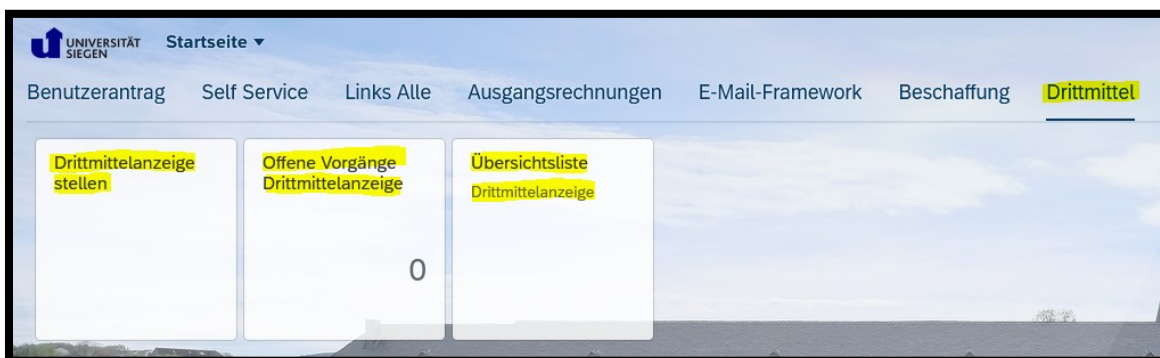 UNIVERSITÄT
SIEGEN
Startseite
Benutzerantrag Self Service Links Alle Ausgangsrechnungen E-Mail-Framework Beschaffung Drittmittel
Drittmittelanzeige
stellen
Offene Vorgänge
Drittmittelanzeige
0
Übersichtsliste
Drittmittelanzeige